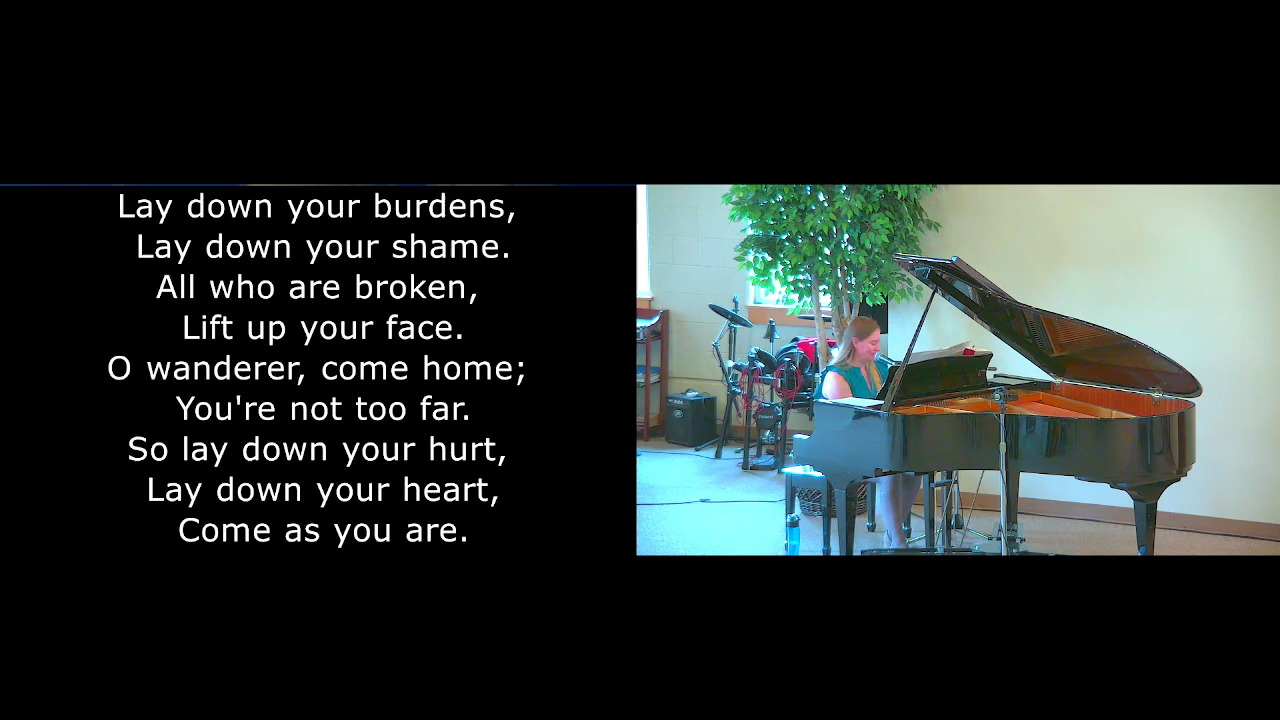 Lay down your burdens,
Lay down your shame.
All who are broken,
Lift up your face.
O wanderer, come home;
You're not too far.
So lay down your hurt,
Lay down your heart,
Come as you are.